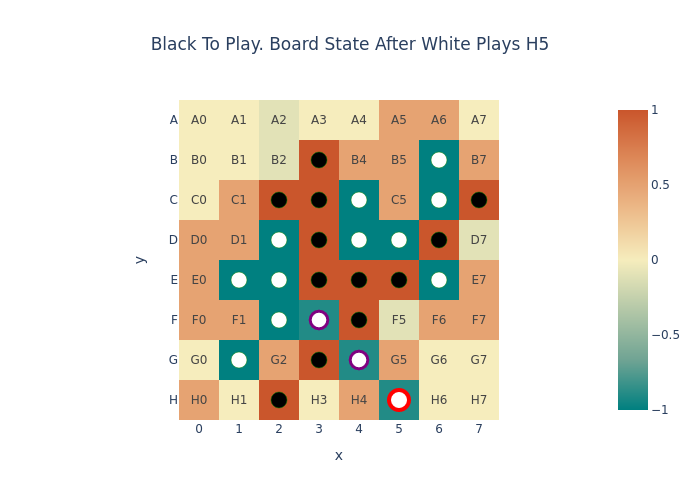 Black To Play. Board State After White Plays H5
A A0 A1 A2 A3 A4 A5 A6 A7
B B0 B1 B2 B4 B5 B7
C C0 C1 C5
D D0 D1 D7
E E0 E7
F F0 F1 F5 F6 F7
G G0 G2 G5 G6 G7
H H0 H1 H3 H4 H6 H7
0 1 2 3 4 5 6 7
x
y
1
0.5
0
−0.5
−1